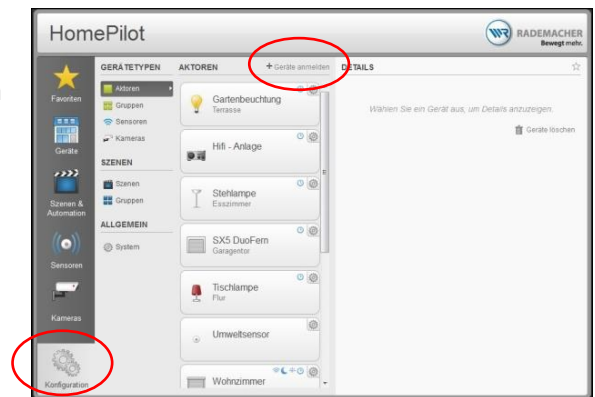 HomePilot
RADEMACHER
Bewegt mehr.
Favoriten
Geräte
Szenen &
Automation
Sensoren
Kameras
Konfiguration
GERÄTETYPEN
Aktoren
Gruppen
Sensoren
Kameras
SZENEN
Szenen
Gruppen
ALLGEMEIN
System
AKTOREN
+ Geräte anmelden
Gartenbeuchtung
Terrasse
Hifi - Anlage
Stehlampe
Esszimmer
SX5 DuoFern
Garagentor
Tischlampe
Flur
Umweltsensor
Wohnzimmer
DETAILS
Wählen Sie ein Gerät aus, um Details anzuzeigen.
Geräte löschen